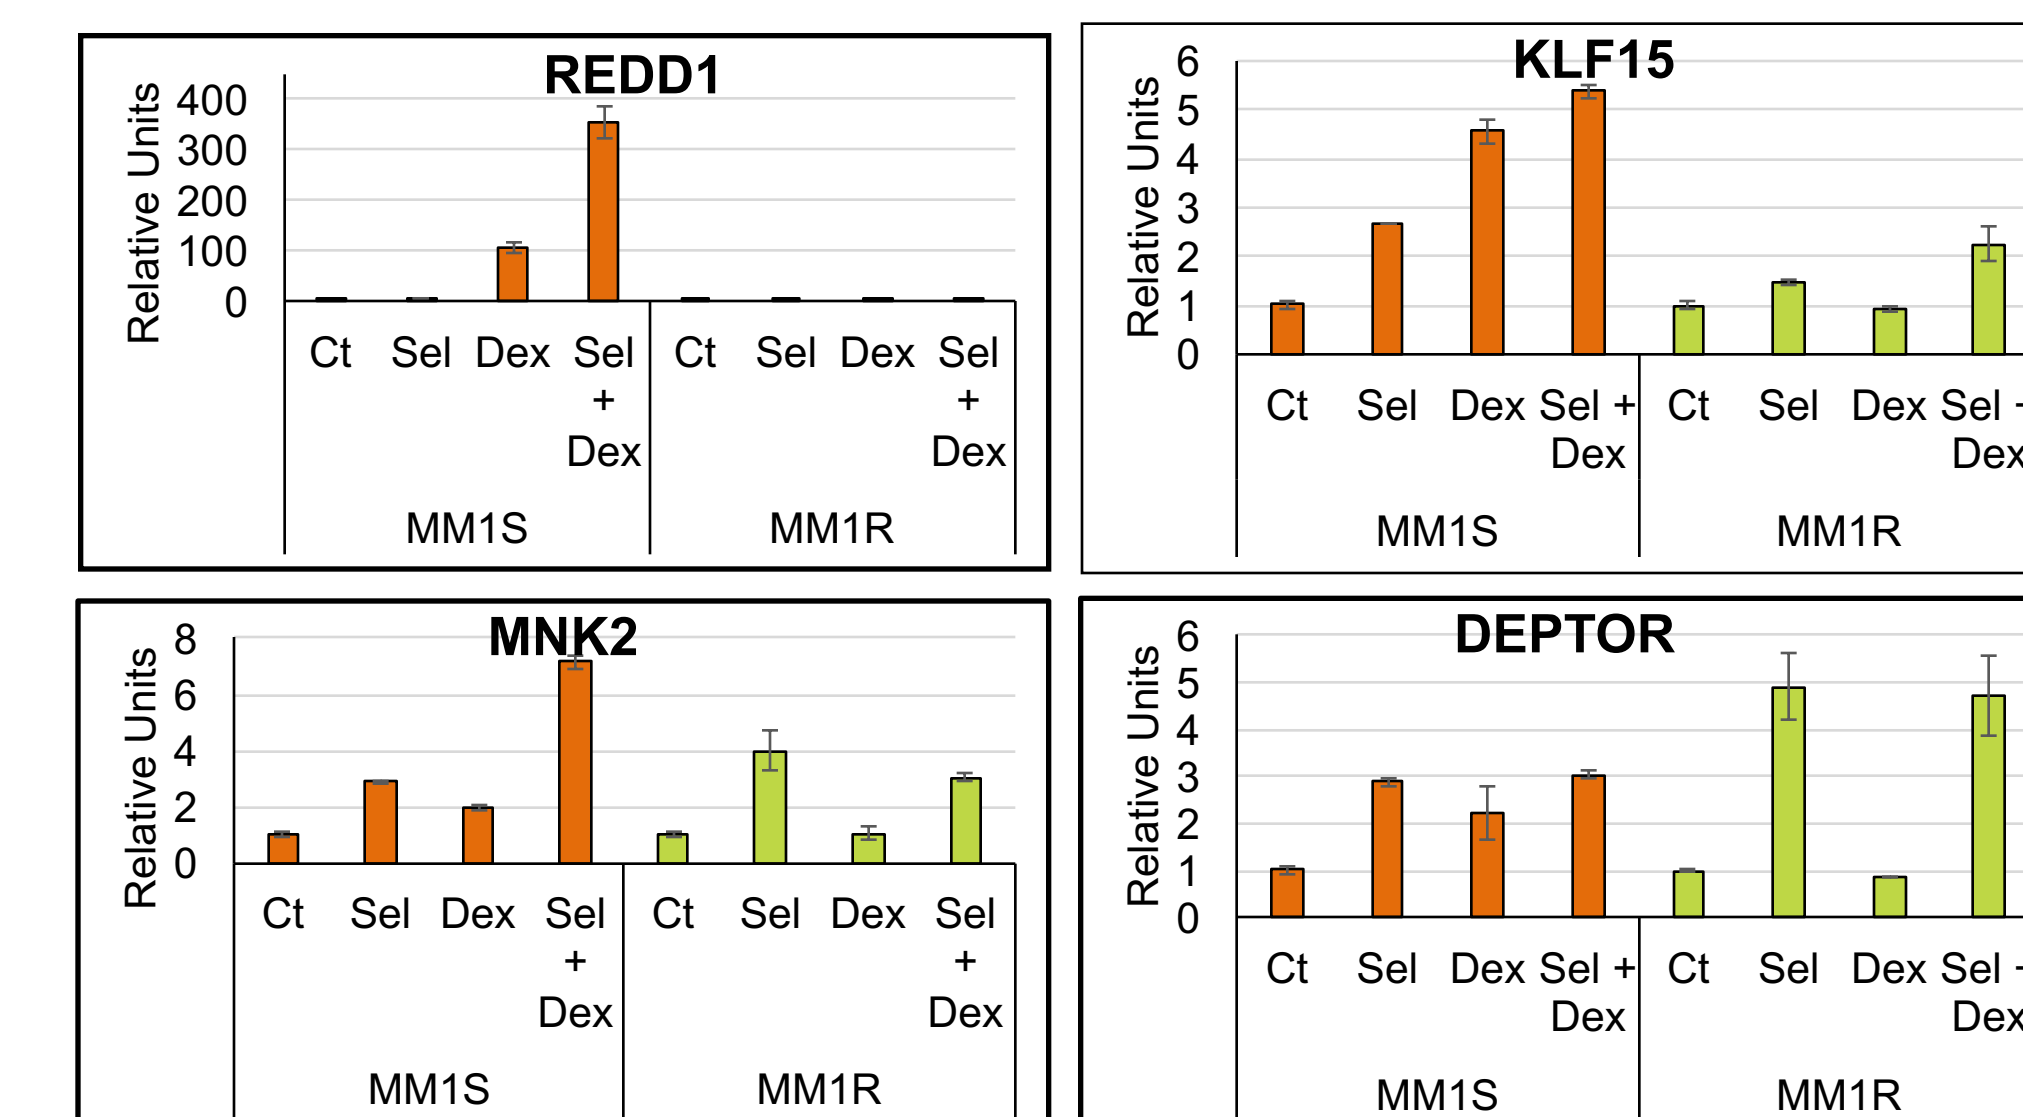 REDD1
Relative Units
400
300
200
100
0
Ct Sel Dex Sel Ct Sel Dex Sel
+ +
Dex Dex
MM1S MM1R
KLF15
Relative Units
6
5
4
3
2
1
0
Ct Sel Dex Sel + Ct Sel Dex Sel +
Dex Dex
MM1S MM1R
MNK2
Relative Units
8
6
4
2
0
Ct Sel Dex Sel Ct Sel Dex Sel
+ +
Dex Dex
MM1S MM1R
DEPTOR
Relative Units
6
5
4
3
2
1
0
Ct Sel Dex Sel + Ct Sel Dex Sel +
Dex Dex
MM1S MM1R